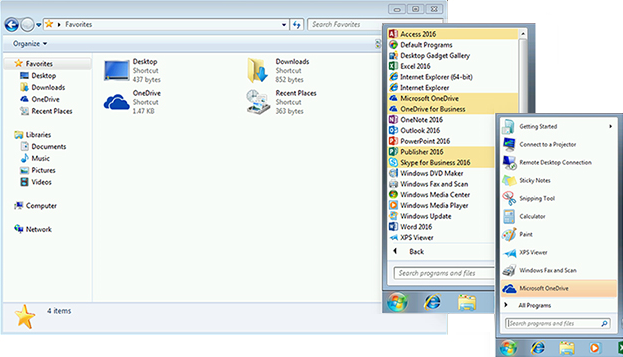 Favorites
Search Favorites
Organize
Favorites
Desktop
Downloads
OneDrive
Recent Places
Libraries
Documents
Music
Pictures
Videos
Computer
Network
Desktop
Shortcut
437 bytes
Downloads
Shortcut
852 bytes
OneDrive
Shortcut
1.47 KB
Recent Places
Shortcut
363 bytes
4 items
Access 2016
Default Programs
Desktop Gadget Gallery
Excel 2016
Internet Explorer (64-bit)
Internet Explorer
Microsoft OneDrive
OneDrive for Business
OneNote 2016
Outlook 2016
PowerPoint 2016
Publisher 2016
Skype for Business 2016
Windows DVD Maker
Windows Fax and Scan
Windows Media Center
Windows Media Player
Windows Update
Word 2016
XPS Viewer
Back
Search programs and files
Getting Started
Connect to a Projector
Remote Desktop Connection
Sticky Notes
Snipping Tool
Calculator
Paint
XPS Viewer
Windows Fax and Scan
Microsoft OneDrive
All Programs
Search programs and files